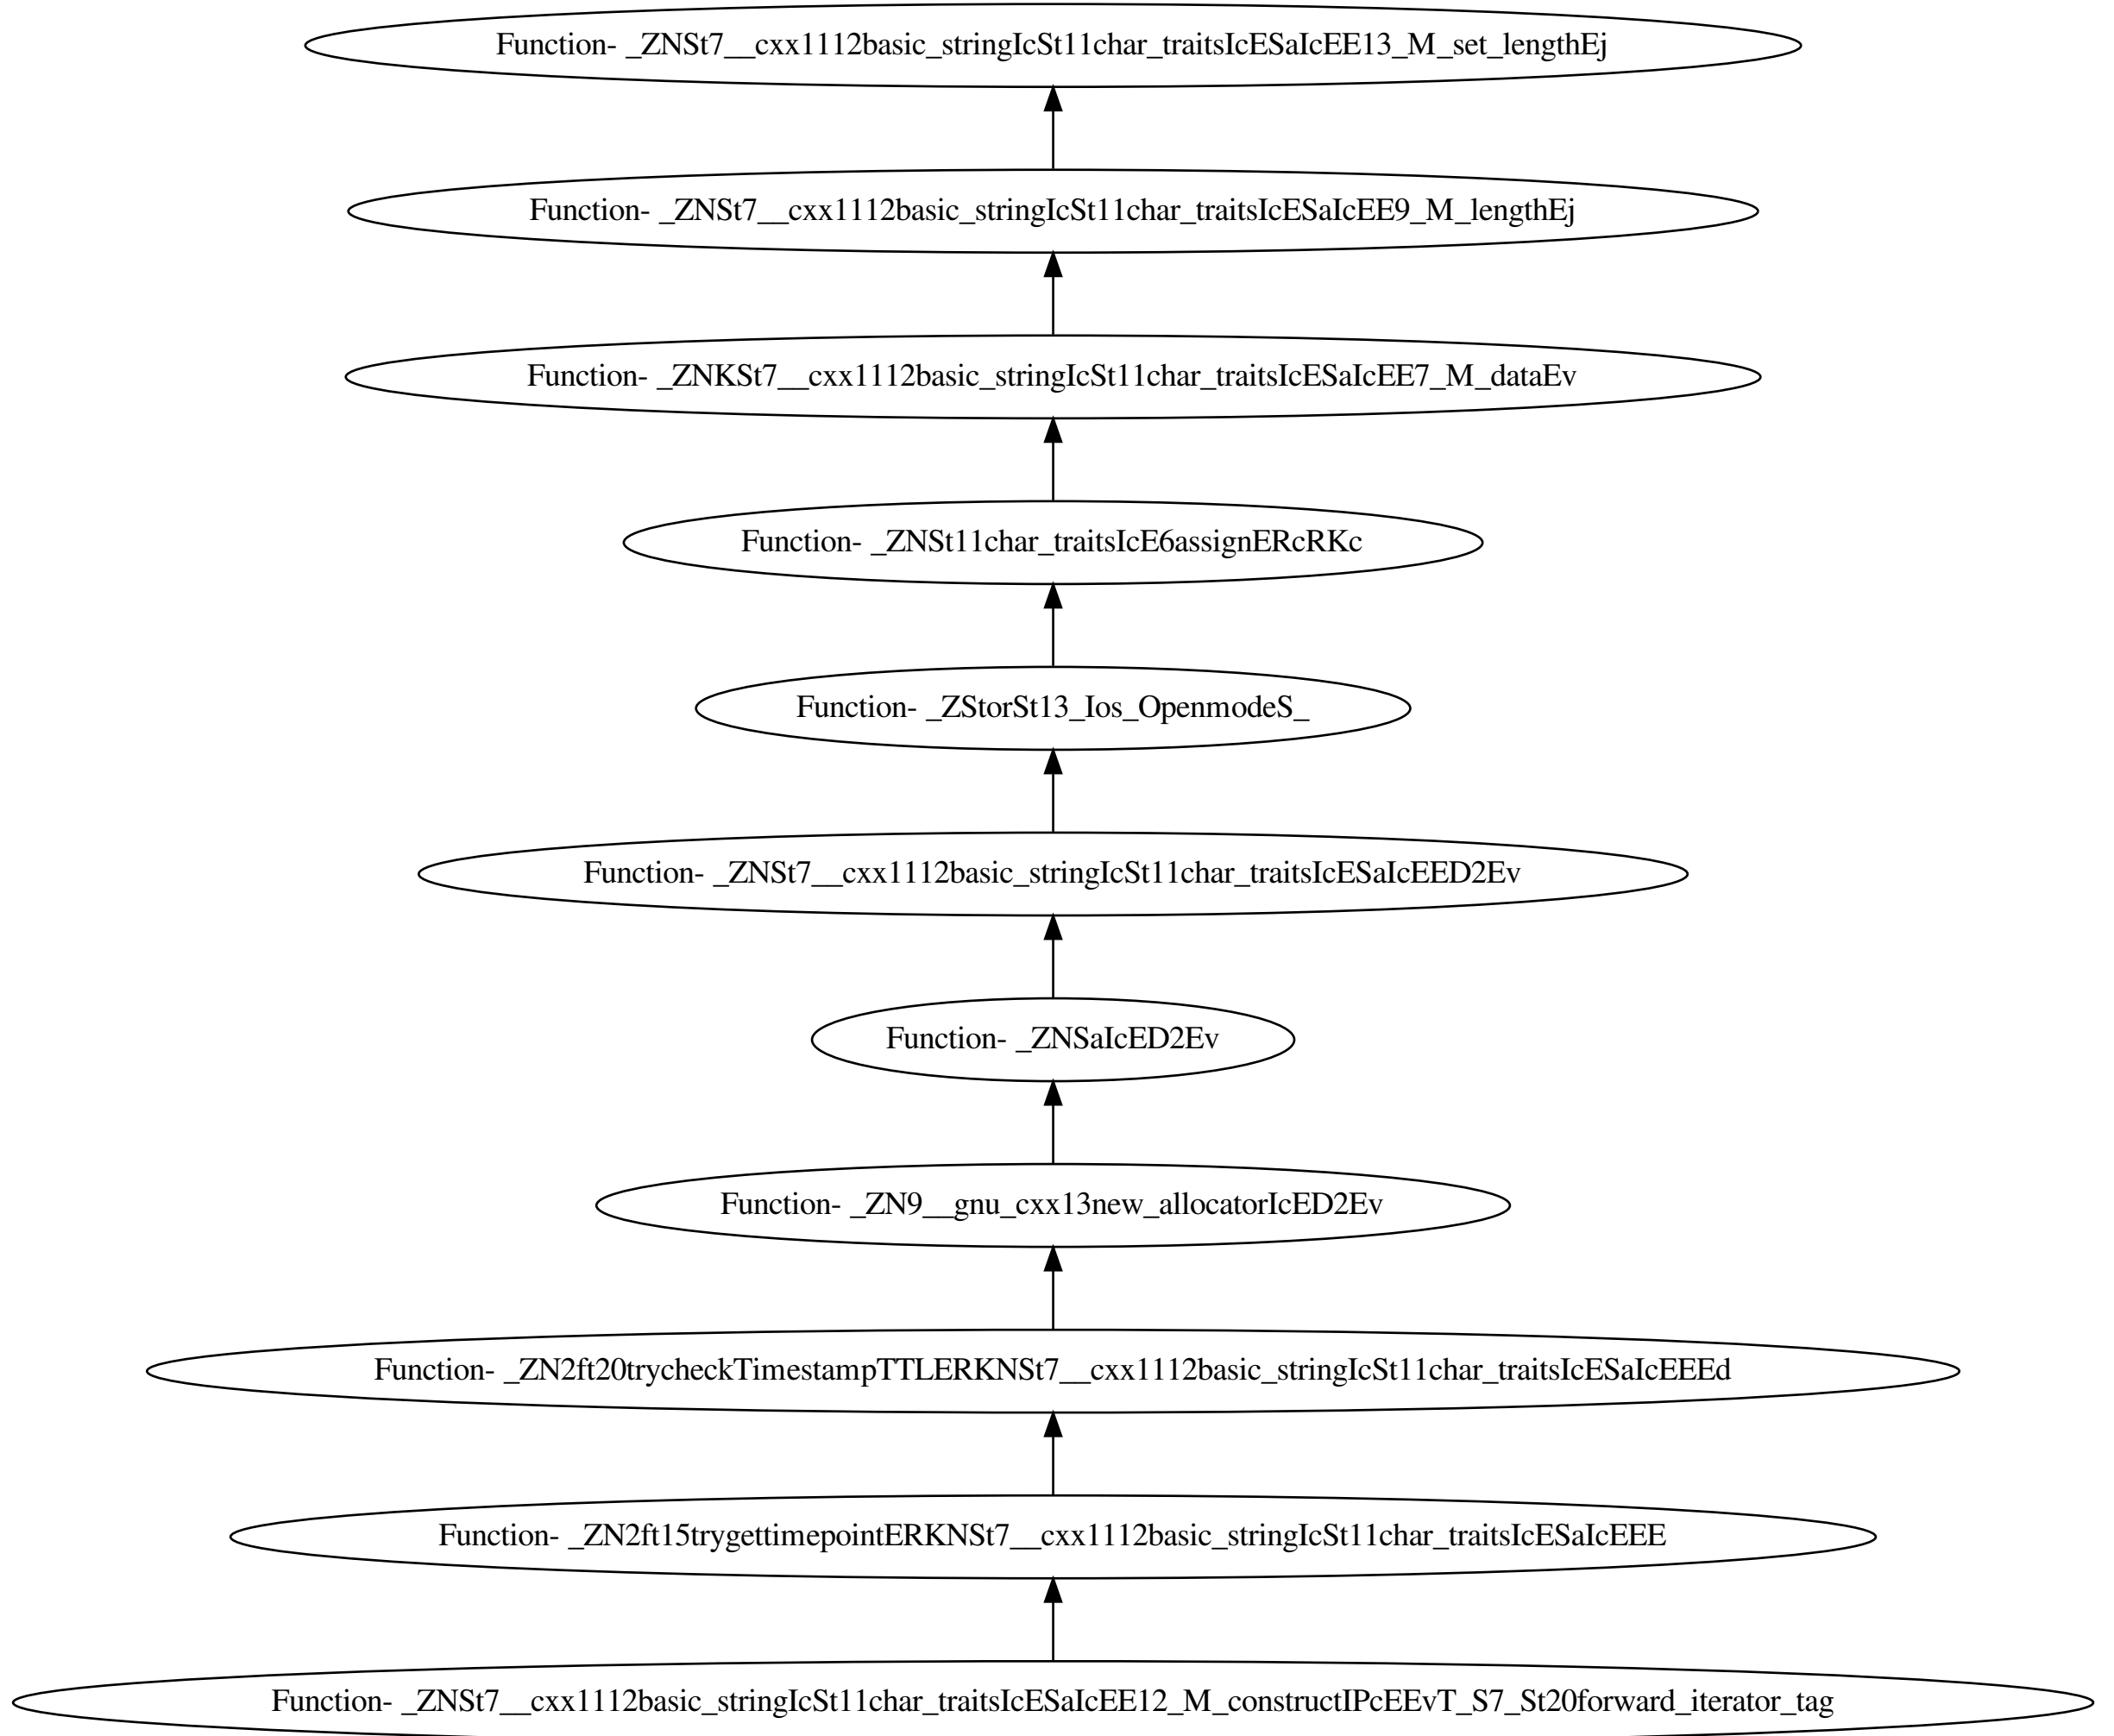 Function- _ZNSt7__cxx1112basic_stringIcSt11char_traitsIcESaIcEE13_M_set_lengthEj
Function- _ZNSt7__cxx1112basic_stringIcSt11char_traitsIcESaIcEE9_M_lengthEj
Function- _ZNKSt7__cxx1112basic_stringIcSt11char_traitsIcESaIcEE7_M_dataEv
Function- _ZNSt11char_traitsIcE6assignERcRKc
Function- _ZStorSt13_Ios_OpenmodeS_
Function- _ZNSt7__cxx1112basic_stringIcSt11char_traitsIcESaIcEED2Ev
Function- _ZNSaIcED2Ev
Function- _ZN9__gnu_cxx13new_allocatorIcED2Ev
Function- _ZN2ft20trycheckTimestampTTLERKNSt7__cxx1112basic_stringIcSt11char_traitsIcESaIcEEEd
Function- _ZN2ft15trygettimepointERKNSt7__cxx1112basic_stringIcSt11char_traitsIcESaIcEEE
Function- _ZNSt7__cxx1112basic_stringIcSt11char_traitsIcESaIcEE12_M_constructIPcEEvT_S7_St20forward_iterator_tag